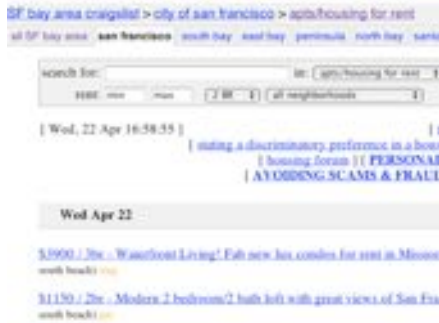 SF bay area craigslist > city of san francisco > apts/housing for rent
all SF bay area san francisco south bay east bay peninsula north bay santa
search for: in: apts/housing for rent
rent: min max 2 BR all neighborhoods
[ Wed, 22 Apr 16:58:55 ] [
[ stating a discriminatory preference in a hous
[ housing forum ] [ PERSONAL
[ AVOIDING SCAMS & FRAUD
Wed Apr 22
$3900 / 3br - Waterfront Living! Fab new lux condos for rent in Mission
south beach)
$1150 / 2br - Modern 2 bedroom/2 bath loft with great views of San Fra
south beach) pic